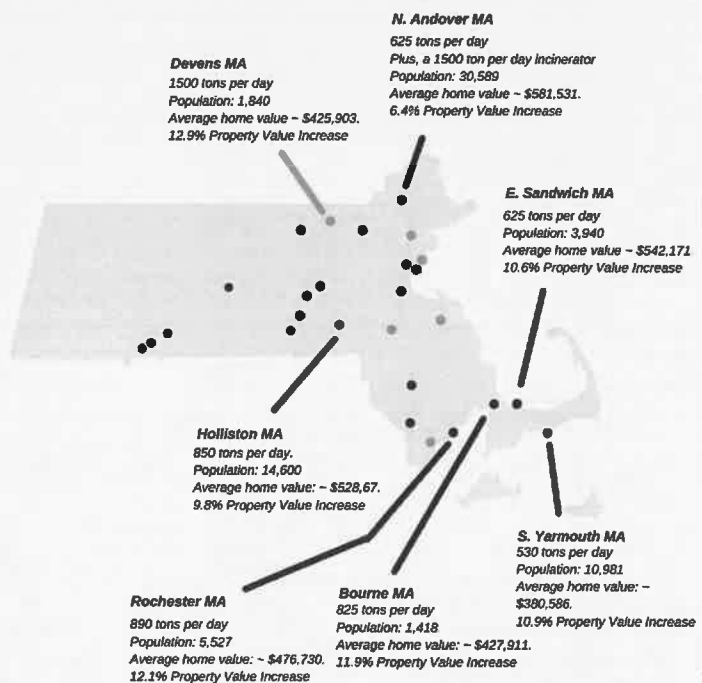 N. Andover MA
625 tons per day
Plus, a 1500 ton per day incinerator
Population: 30,589
Average home value ~ $581,531.
6.4% Property Value Increase
Devens MA
1500 tons per day
Population: 1,840
Average home value ~ $425,903.
12.9% Property Value Increase
E. Sandwich MA
625 tons per day
Population: 3,940
Average home value ~ $542,171
10.6% Property Value Increase
Holliston MA
850 tons per day.
Population: 14,600
Average home value: ~ $528,67.
9.8% Property Value Increase
S. Yarmouth MA
530 tons per day
Population: 10,981
Average home value: ~
$380,586.
10.9% Property Value Increase
Rochester MA
890 tons per day
Population: 5,527
Average home value: ~ $476,730.
12.1% Property Value Increase
Bourne MA
825 tons per day
Population: 1,418
Average home value: ~ $427,911.
11.9% Property Value Increase